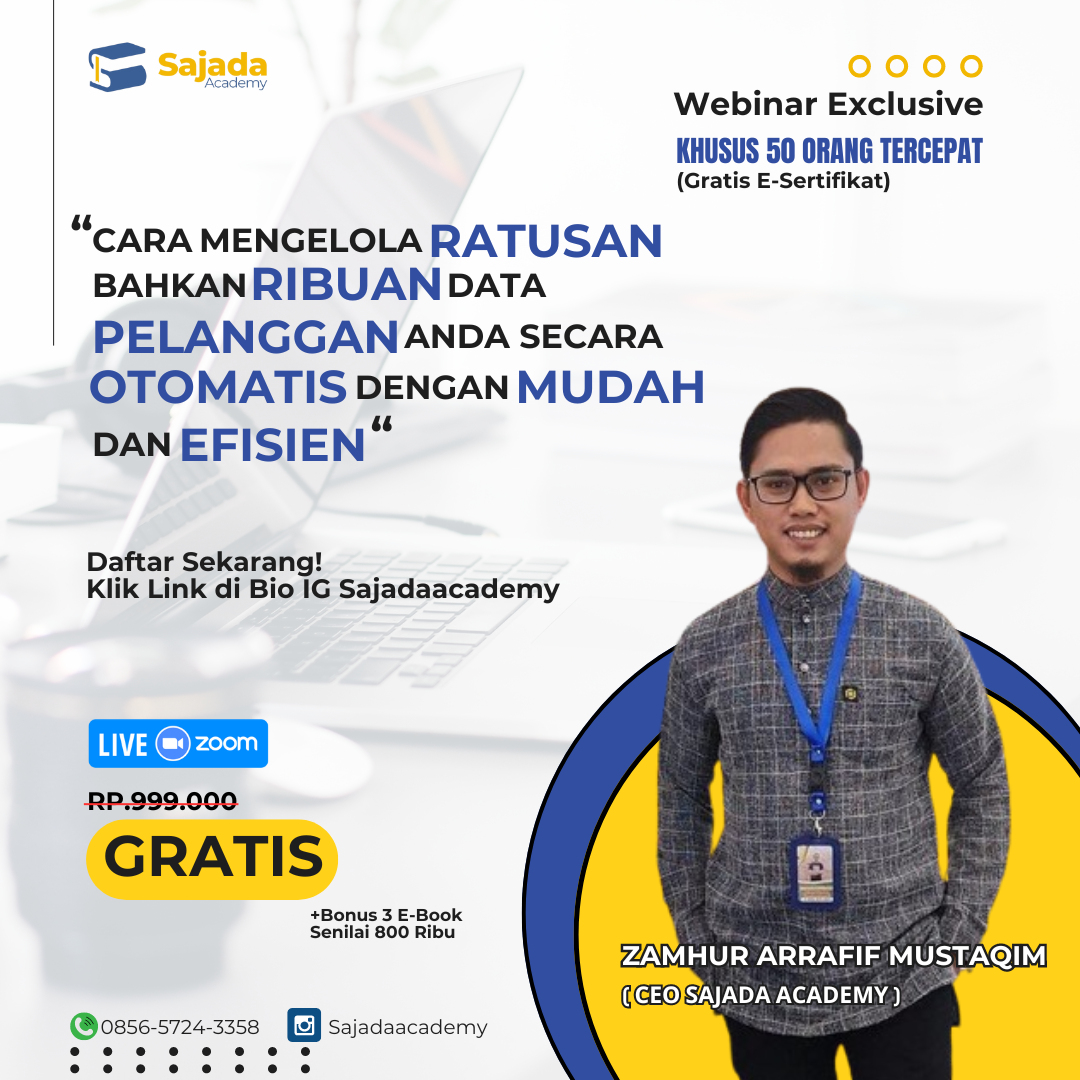 Sajada
Academy
Webinar Exclusive
KHUSUS 50 ORANG TERCEPAT
(Gratis E-Sertifikat)
“CARA MENGELOLA RATUSAN
BAHKAN RIBUAN DATA
PELANGGAN ANDA SECARA
OTOMATIS DENGAN MUDAH
DAN EFISIEN“
Daftar Sekarang!
Klik Link di Bio IG Sajadaacademy
LIVE zoom
RP.999.000
GRATIS
+Bonus 3 E-Book
Senilai 800 Ribu
ZAMHUR ARRAFIF MUSTAQIM
( CEO SAJADA ACADEMY )
0856-5724-3358 Sajadaacademy